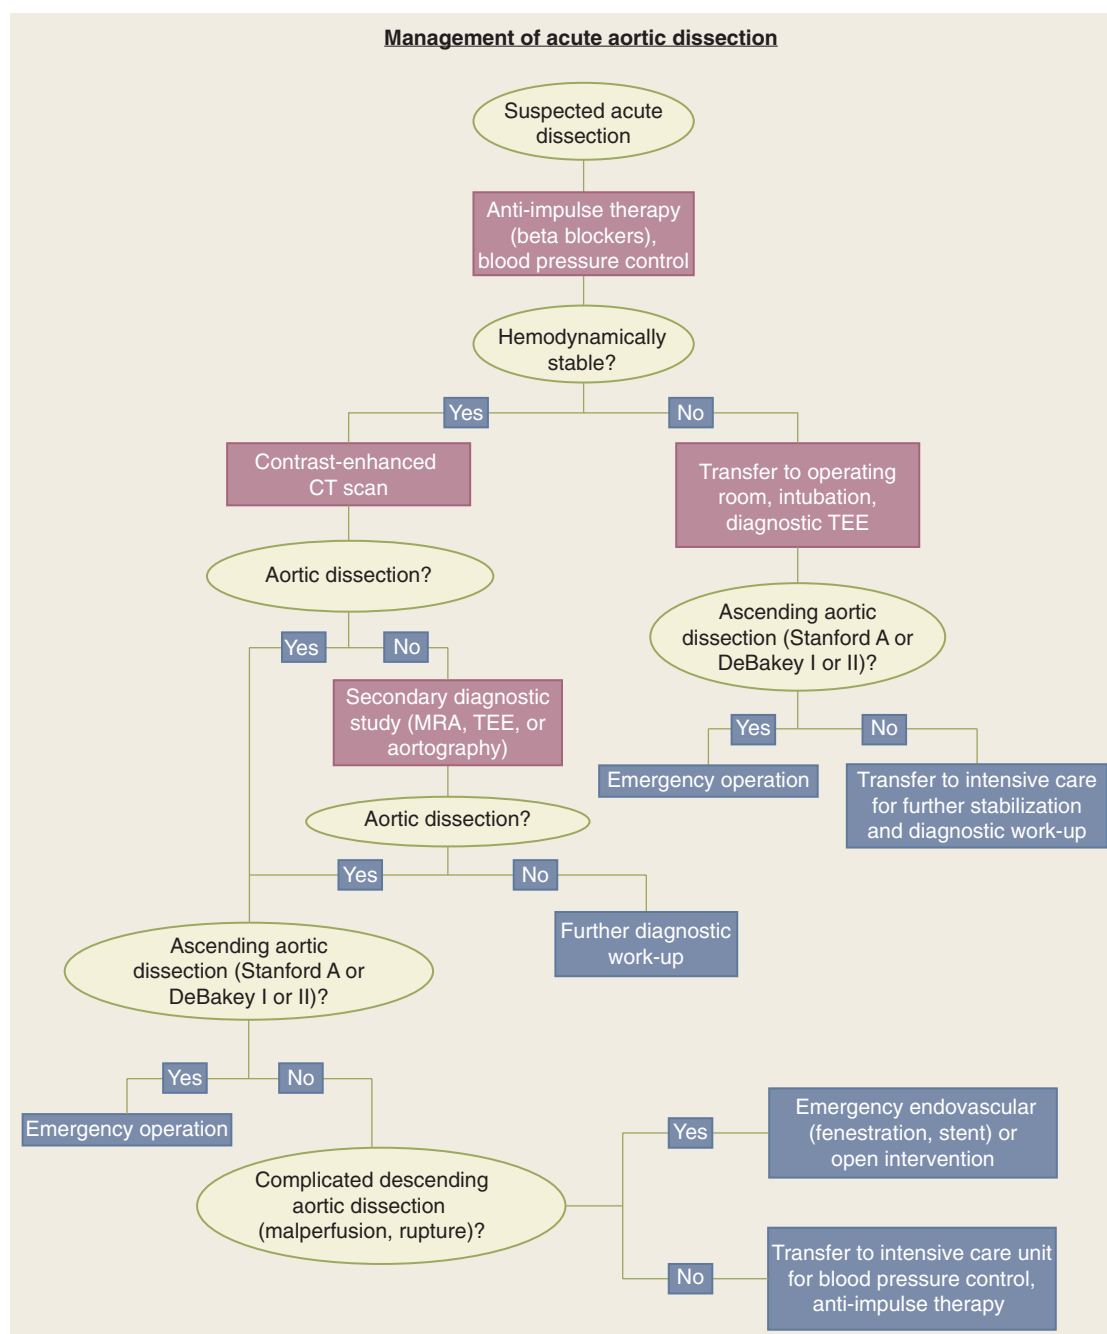 Management of acute aortic dissection
Suspected acute
dissection
Anti-impulse therapy
(beta blockers),
blood pressure control
Hemodynamically
stable?
Yes
No
Contrast-enhanced
CT scan
Transfer to operating
room, intubation,
diagnostic TEE
Aortic dissection?
Ascending aortic
dissection (Stanford A or
DeBakey I or II)?
Yes
No
Secondary diagnostic
study (MRA, TEE, or
aortography)
Yes
No
Emergency operation
Transfer to intensive care
for further stabilization
and diagnostic work-up
Aortic dissection?
Yes
No
Further diagnostic
work-up
Ascending aortic
dissection (Stanford A or
DeBakey I or II)?
Yes
No
Emergency operation
Complicated descending
aortic dissection
(malperfusion, rupture)?
Yes
Emergency endovascular
(fenestration, stent) or
open intervention
No
Transfer to intensive care unit
for blood pressure control,
anti-impulse therapy